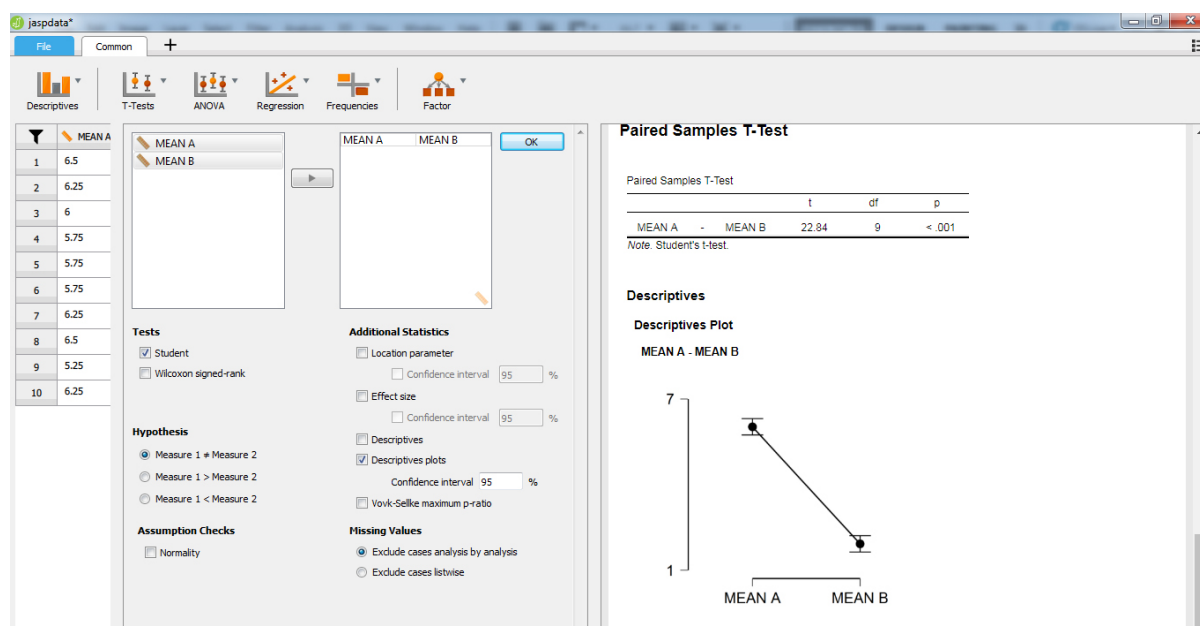 jaspdata*
File Common +
Descriptives T-Tests ANOVA Regression Frequencies Factor
MEAN A
1 6.5
2 6.25
3 6
4 5.75
5 5.75
6 5.75
7 6.25
8 6.5
9 5.25
10 6.25
MEAN A
MEAN B
MEAN A MEAN B
OK
Tests
Student
Wilcoxon signed-rank
Hypothesis
Measure 1 ≠ Measure 2
Measure 1 > Measure 2
Measure 1 < Measure 2
Assumption Checks
Normality
Additional Statistics
Location parameter
Confidence interval 95 %
Effect size
Confidence interval 95 %
Descriptives
Descriptives plots
Confidence interval 95 %
Vovk-Sellke maximum p-ratio
Missing Values
Exclude cases analysis by analysis
Exclude cases listwise
Paired Samples T-Test
Paired Samples T-Test
t df p
MEAN A - MEAN B 22.84 9 < .001
Note. Student's t-test.
Descriptives
Descriptives Plot
MEAN A - MEAN B
7
1
MEAN A MEAN B